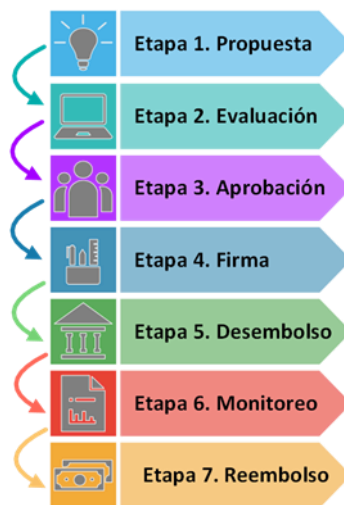 Etapa 1. Propuesta
Etapa 2. Evaluación
Etapa 3. Aprobación
Etapa 4. Firma
Etapa 5. Desembolso
Etapa 6. Monitoreo
Etapa 7. Reembolso